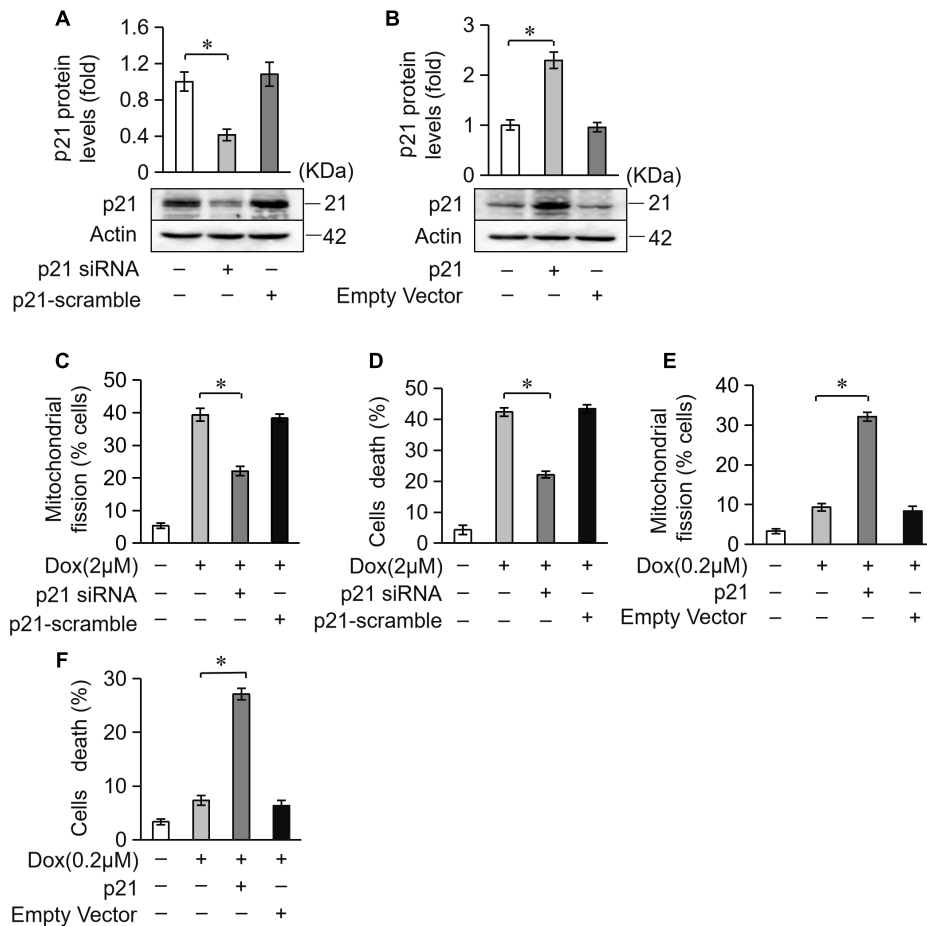 A
p21 protein
levels (fold)
1.6
1.2
0.8
0.4
0
*
(KDa)
p21
21
Actin
42
p21 siRNA – + –
p21-scramble – – +
B
p21 protein
levels (fold)
3
2
1
0
*
(KDa)
p21
21
Actin
42
p21 – + –
Empty Vector – – +
C
Mitochondrial
fission (% cells)
50
40
30
20
10
0
*
Dox(2µM) – + + +
p21 siRNA – – + –
p21-scramble – – – +
D
Cells death (%)
50
40
30
20
10
0
*
Dox(2µM) – + + +
p21 siRNA – – + –
p21-scramble – – – +
E
Mitochondrial
fission (% cells)
40
30
20
10
0
*
Dox(0.2µM) – + + +
p21 – – + –
Empty Vector – – – +
F
Cells death (%)
30
20
10
0
*
Dox(0.2µM) – + + +
p21 – – + –
Empty Vector – – – +